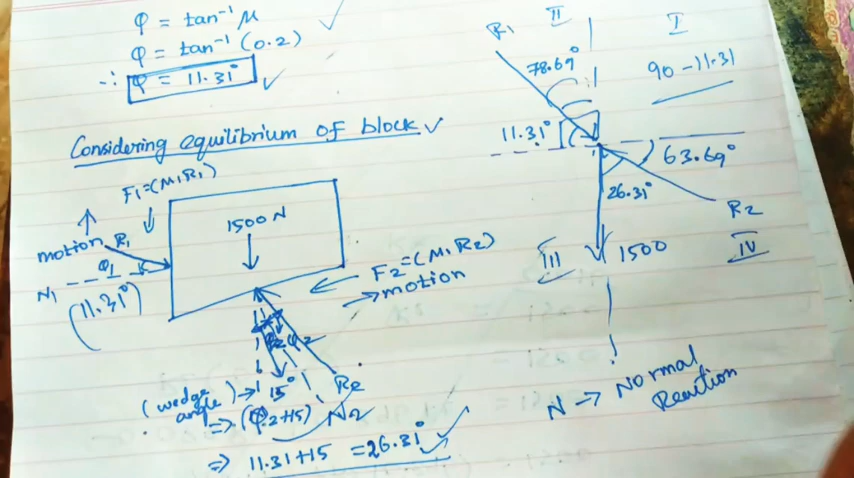 φ = tan⁻¹ μ
φ = tan⁻¹ (0.2)
∴ φ = 11.31°
Considering equilibrium of block
F₁=(μ₁R₁)
motion
R₁
φ₁
N₁
(11.31°)
1500 N
F₂=(μ₁R₂)
motion
φ₂
R₂
N₂
(wedge angle) → 15°
⇒ (φ₂+15)
⇒ 11.31+15 = 26.31°
R₁
II
I
78.69°
90-11.31
11.31°
63.69°
26.31°
R₂
III
1500
IV
N → Normal
Reaction